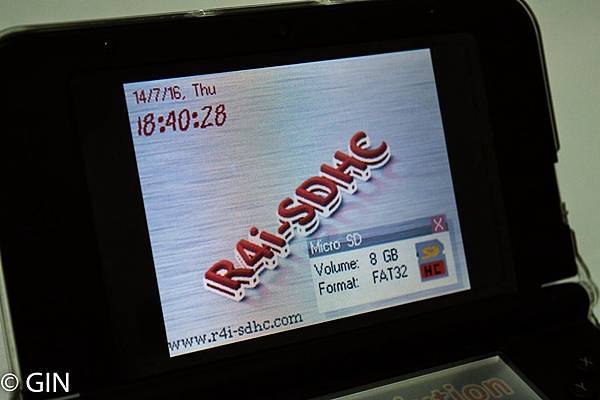 14/7/16, Thu
18:40:28
R4i-SDHC
Micro SD X
Volume: 8 GB
Format: FAT32
SD
HC
www.r4i-sdhc.com
© GIN